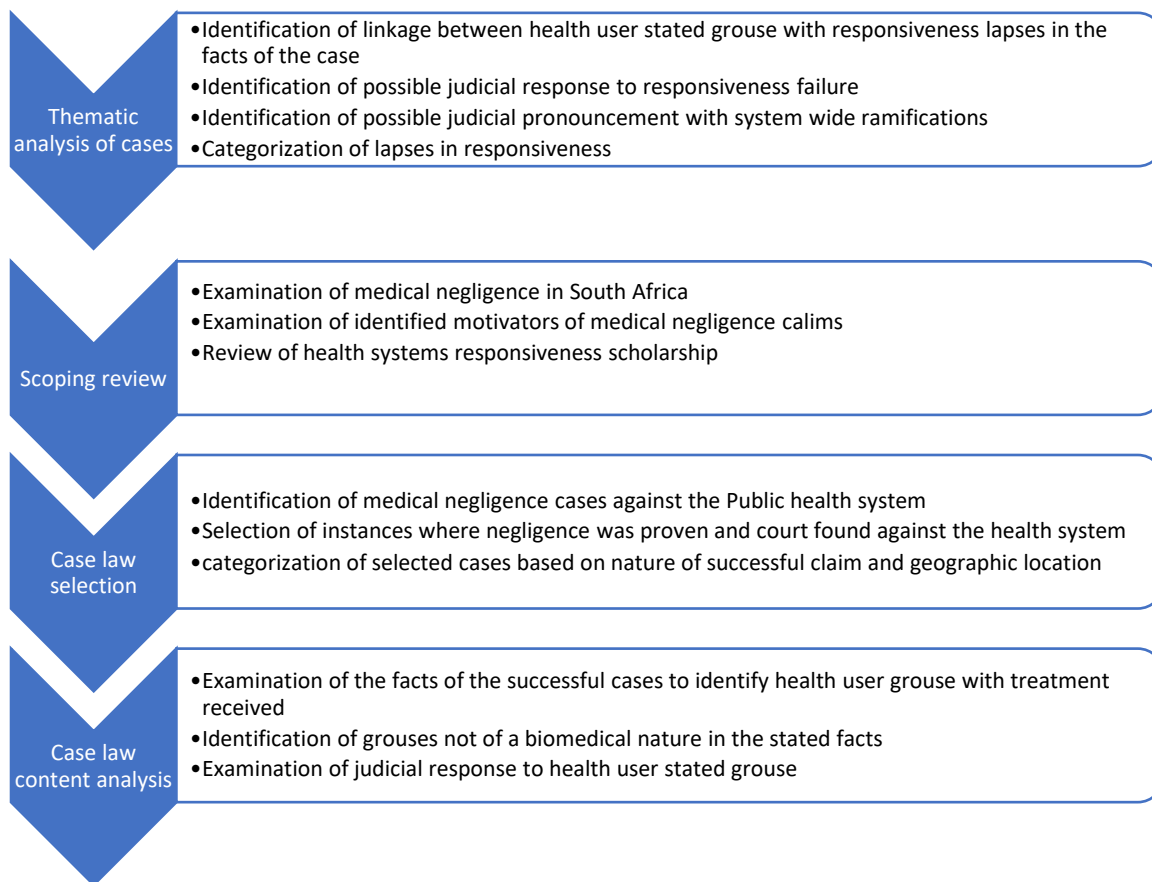 Thematic
analysis of cases
•Identification of linkage between health user stated grouse with responsiveness lapses in the
facts of the case
•Identification of possible judicial response to responsiveness failure
•Identification of possible judicial pronouncement with system wide ramifications
•Categorization of lapses in responsiveness
Scoping review
•Examination of medical negligence in South Africa
•Examination of identified motivators of medical negligence calims
•Review of health systems responsiveness scholarship
Case law
selection
•Identification of medical negligence cases against the Public health system
•Selection of instances where negligence was proven and court found against the health system
•categorization of selected cases based on nature of successful claim and geographic location
Case law
content analysis
•Examination of the facts of the successful cases to identify health user grouse with treatment
received
•Identification of grouses not of a biomedical nature in the stated facts
•Examination of judicial response to health user stated grouse